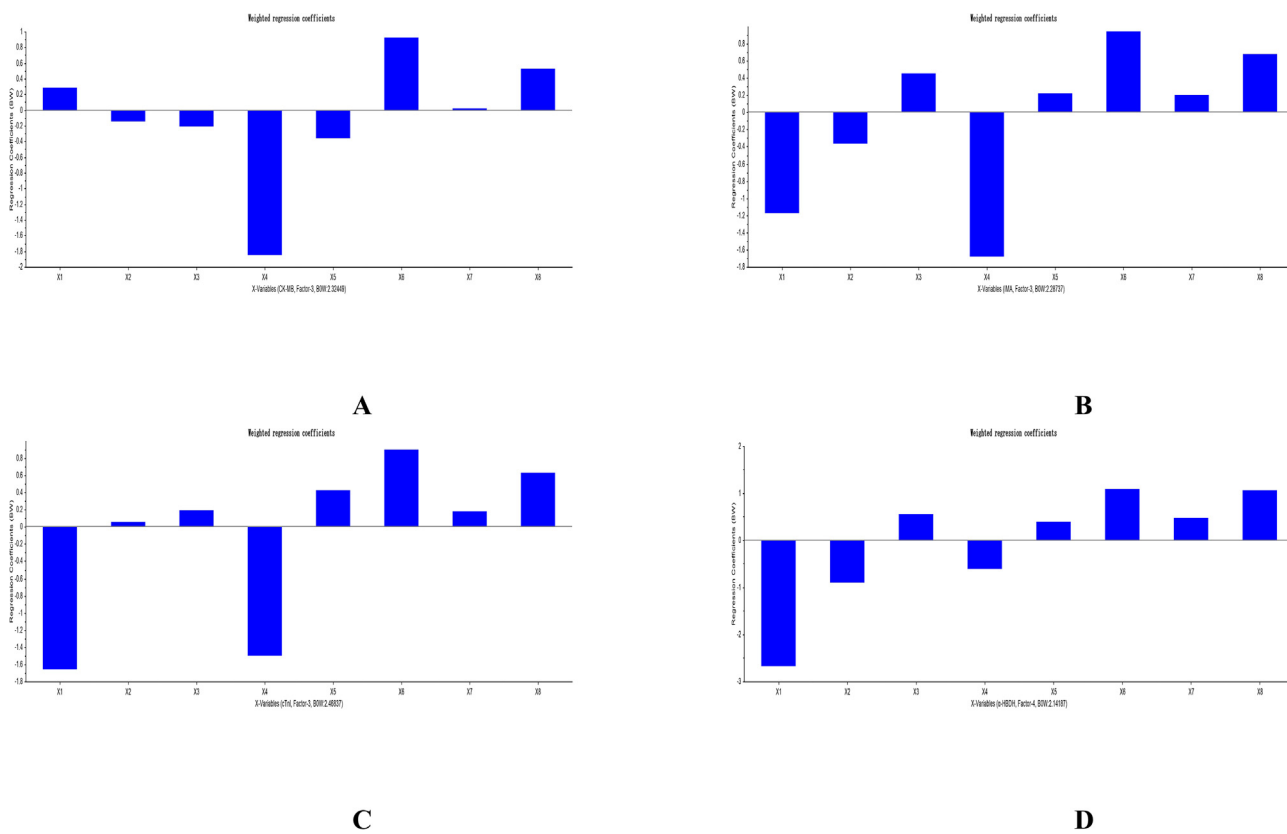 Weighted regression coefficients
Regression Coefficients (BW)
1
0.8
0.6
0.4
0.2
0
-0.2
-0.4
-0.6
-0.8
-1
-1.2
-1.4
-1.6
-1.8
-2
X1 X2 X3 X4 X5 X6 X7 X8
X-Variables (CK-MB, Factor-3, B0W:2.32449)
A
Weighted regression coefficients
Regression Coefficients (BW)
0.8
0.6
0.4
0.2
0
-0.2
-0.4
-0.6
-0.8
-1
-1.2
-1.4
-1.6
-1.8
X1 X2 X3 X4 X5 X6 X7 X8
X-Variables (IMA, Factor-3, B0W:2.28737)
B
Weighted regression coefficients
Regression Coefficients (BW)
0.8
0.6
0.4
0.2
0
-0.2
-0.4
-0.6
-0.8
-1
-1.2
-1.4
-1.6
-1.8
X1 X2 X3 X4 X5 X6 X7 X8
X-Variables (cTnI, Factor-3, B0W:2.46837)
C
Weighted regression coefficients
Regression Coefficients (BW)
2
1
0
-1
-2
-3
X1 X2 X3 X4 X5 X6 X7 X8
X-Variables (α-HBDH, Factor-4, B0W:2.14187)
D